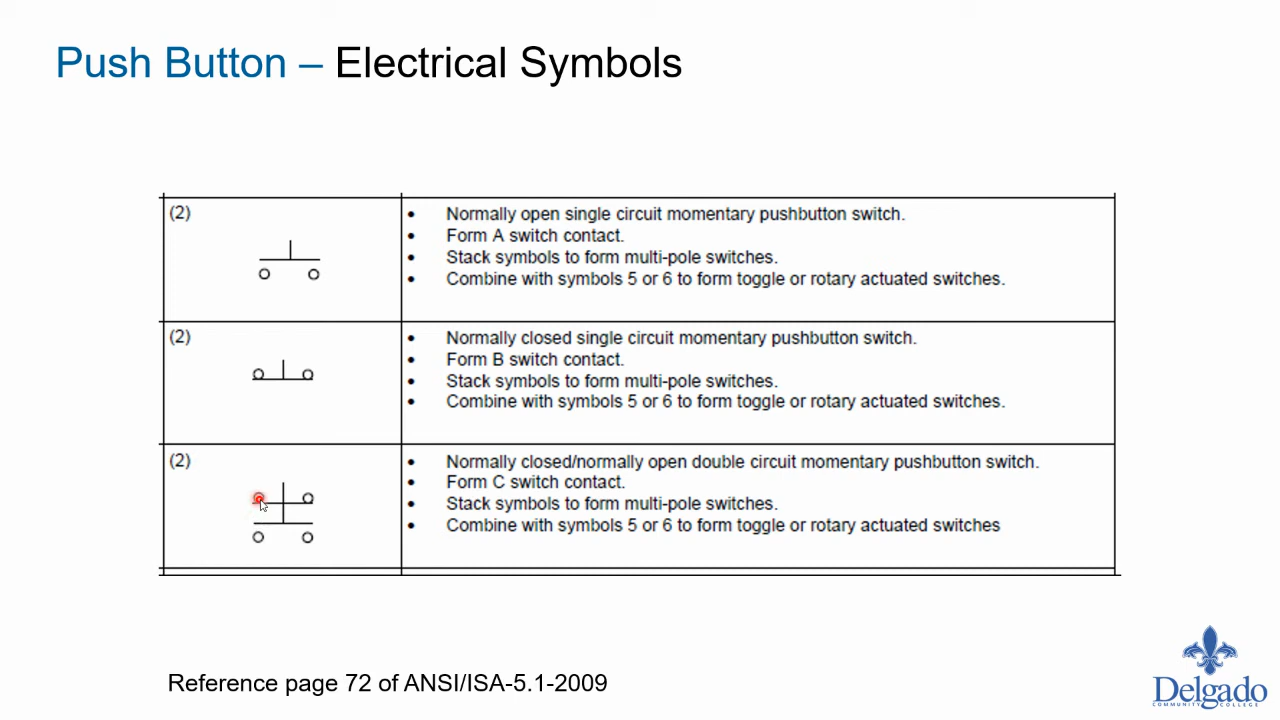 Push Button – Electrical Symbols
(2)
• Normally open single circuit momentary pushbutton switch.
• Form A switch contact.
• Stack symbols to form multi-pole switches.
• Combine with symbols 5 or 6 to form toggle or rotary actuated switches.
(2)
• Normally closed single circuit momentary pushbutton switch.
• Form B switch contact.
• Stack symbols to form multi-pole switches.
• Combine with symbols 5 or 6 to form toggle or rotary actuated switches.
(2)
• Normally closed/normally open double circuit momentary pushbutton switch.
• Form C switch contact.
• Stack symbols to form multi-pole switches.
• Combine with symbols 5 or 6 to form toggle or rotary actuated switches
Reference page 72 of ANSI/ISA-5.1-2009
Delgado
COMMUNITY COLLEGE